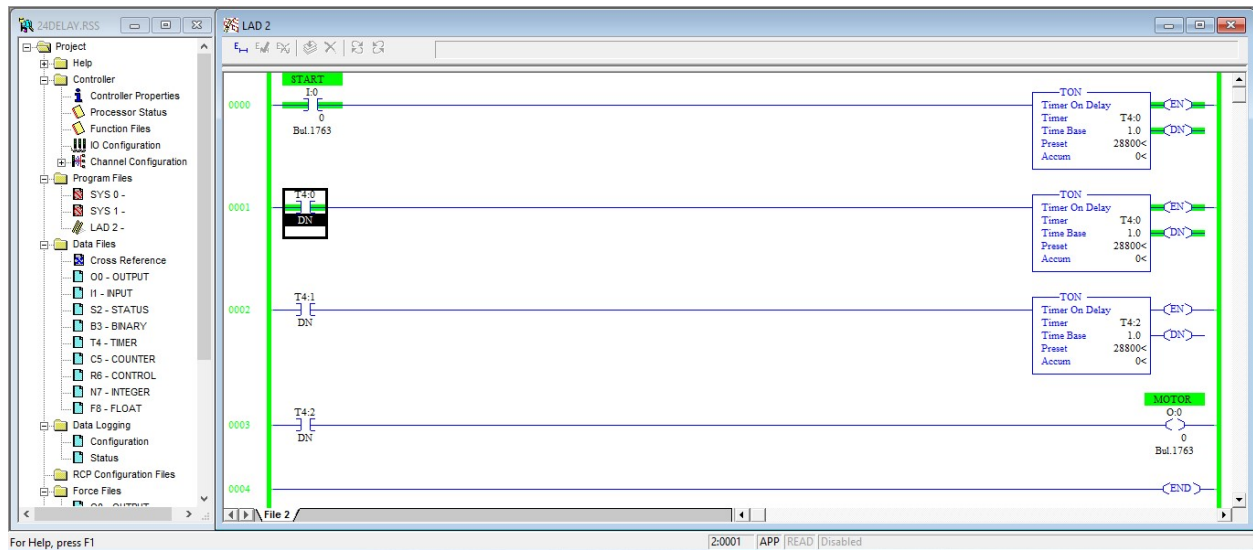 24DELAY.RSS
Project
Help
Controller
Controller Properties
Processor Status
Function Files
IO Configuration
Channel Configuration
Program Files
SYS 0 -
SYS 1 -
LAD 2 -
Data Files
Cross Reference
O0 - OUTPUT
I1 - INPUT
S2 - STATUS
B3 - BINARY
T4 - TIMER
C5 - COUNTER
R6 - CONTROL
N7 - INTEGER
F8 - FLOAT
Data Logging
Configuration
Status
RCP Configuration Files
Force Files
LAD 2
START
I:0
0000
0
Bul.1763
TON
Timer On Delay
Timer T4:0
Time Base 1.0
Preset 28800<
Accum 0<
EN
DN
T4:0
0001
DN
TON
Timer On Delay
Timer T4:0
Time Base 1.0
Preset 28800<
Accum 0<
EN
DN
T4:1
0002
DN
TON
Timer On Delay
Timer T4:2
Time Base 1.0
Preset 28800<
Accum 0<
EN
DN
T4:2
0003
DN
MOTOR
O:0
0
Bul.1763
0004
END
File 2
For Help, press F1
2:0001 APP READ Disabled